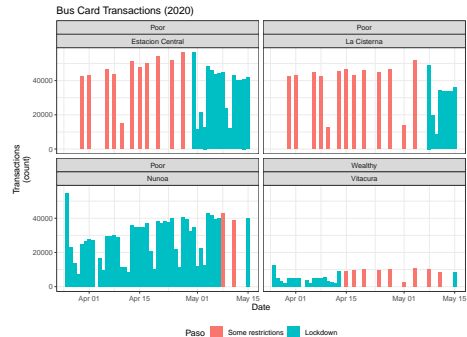 Bus Card Transactions (2020)
Poor
Poor
Estacion Central
La Cisterna
40000
20000
0
Poor
Wealthy
Nunoa
Vitacura
40000
20000
0
Transactions
(count)
Apr 01
Apr 15
May 01
May 15
Apr 01
Apr 15
May 01
May 15
Date
Paso
Some restrictions
Lockdown